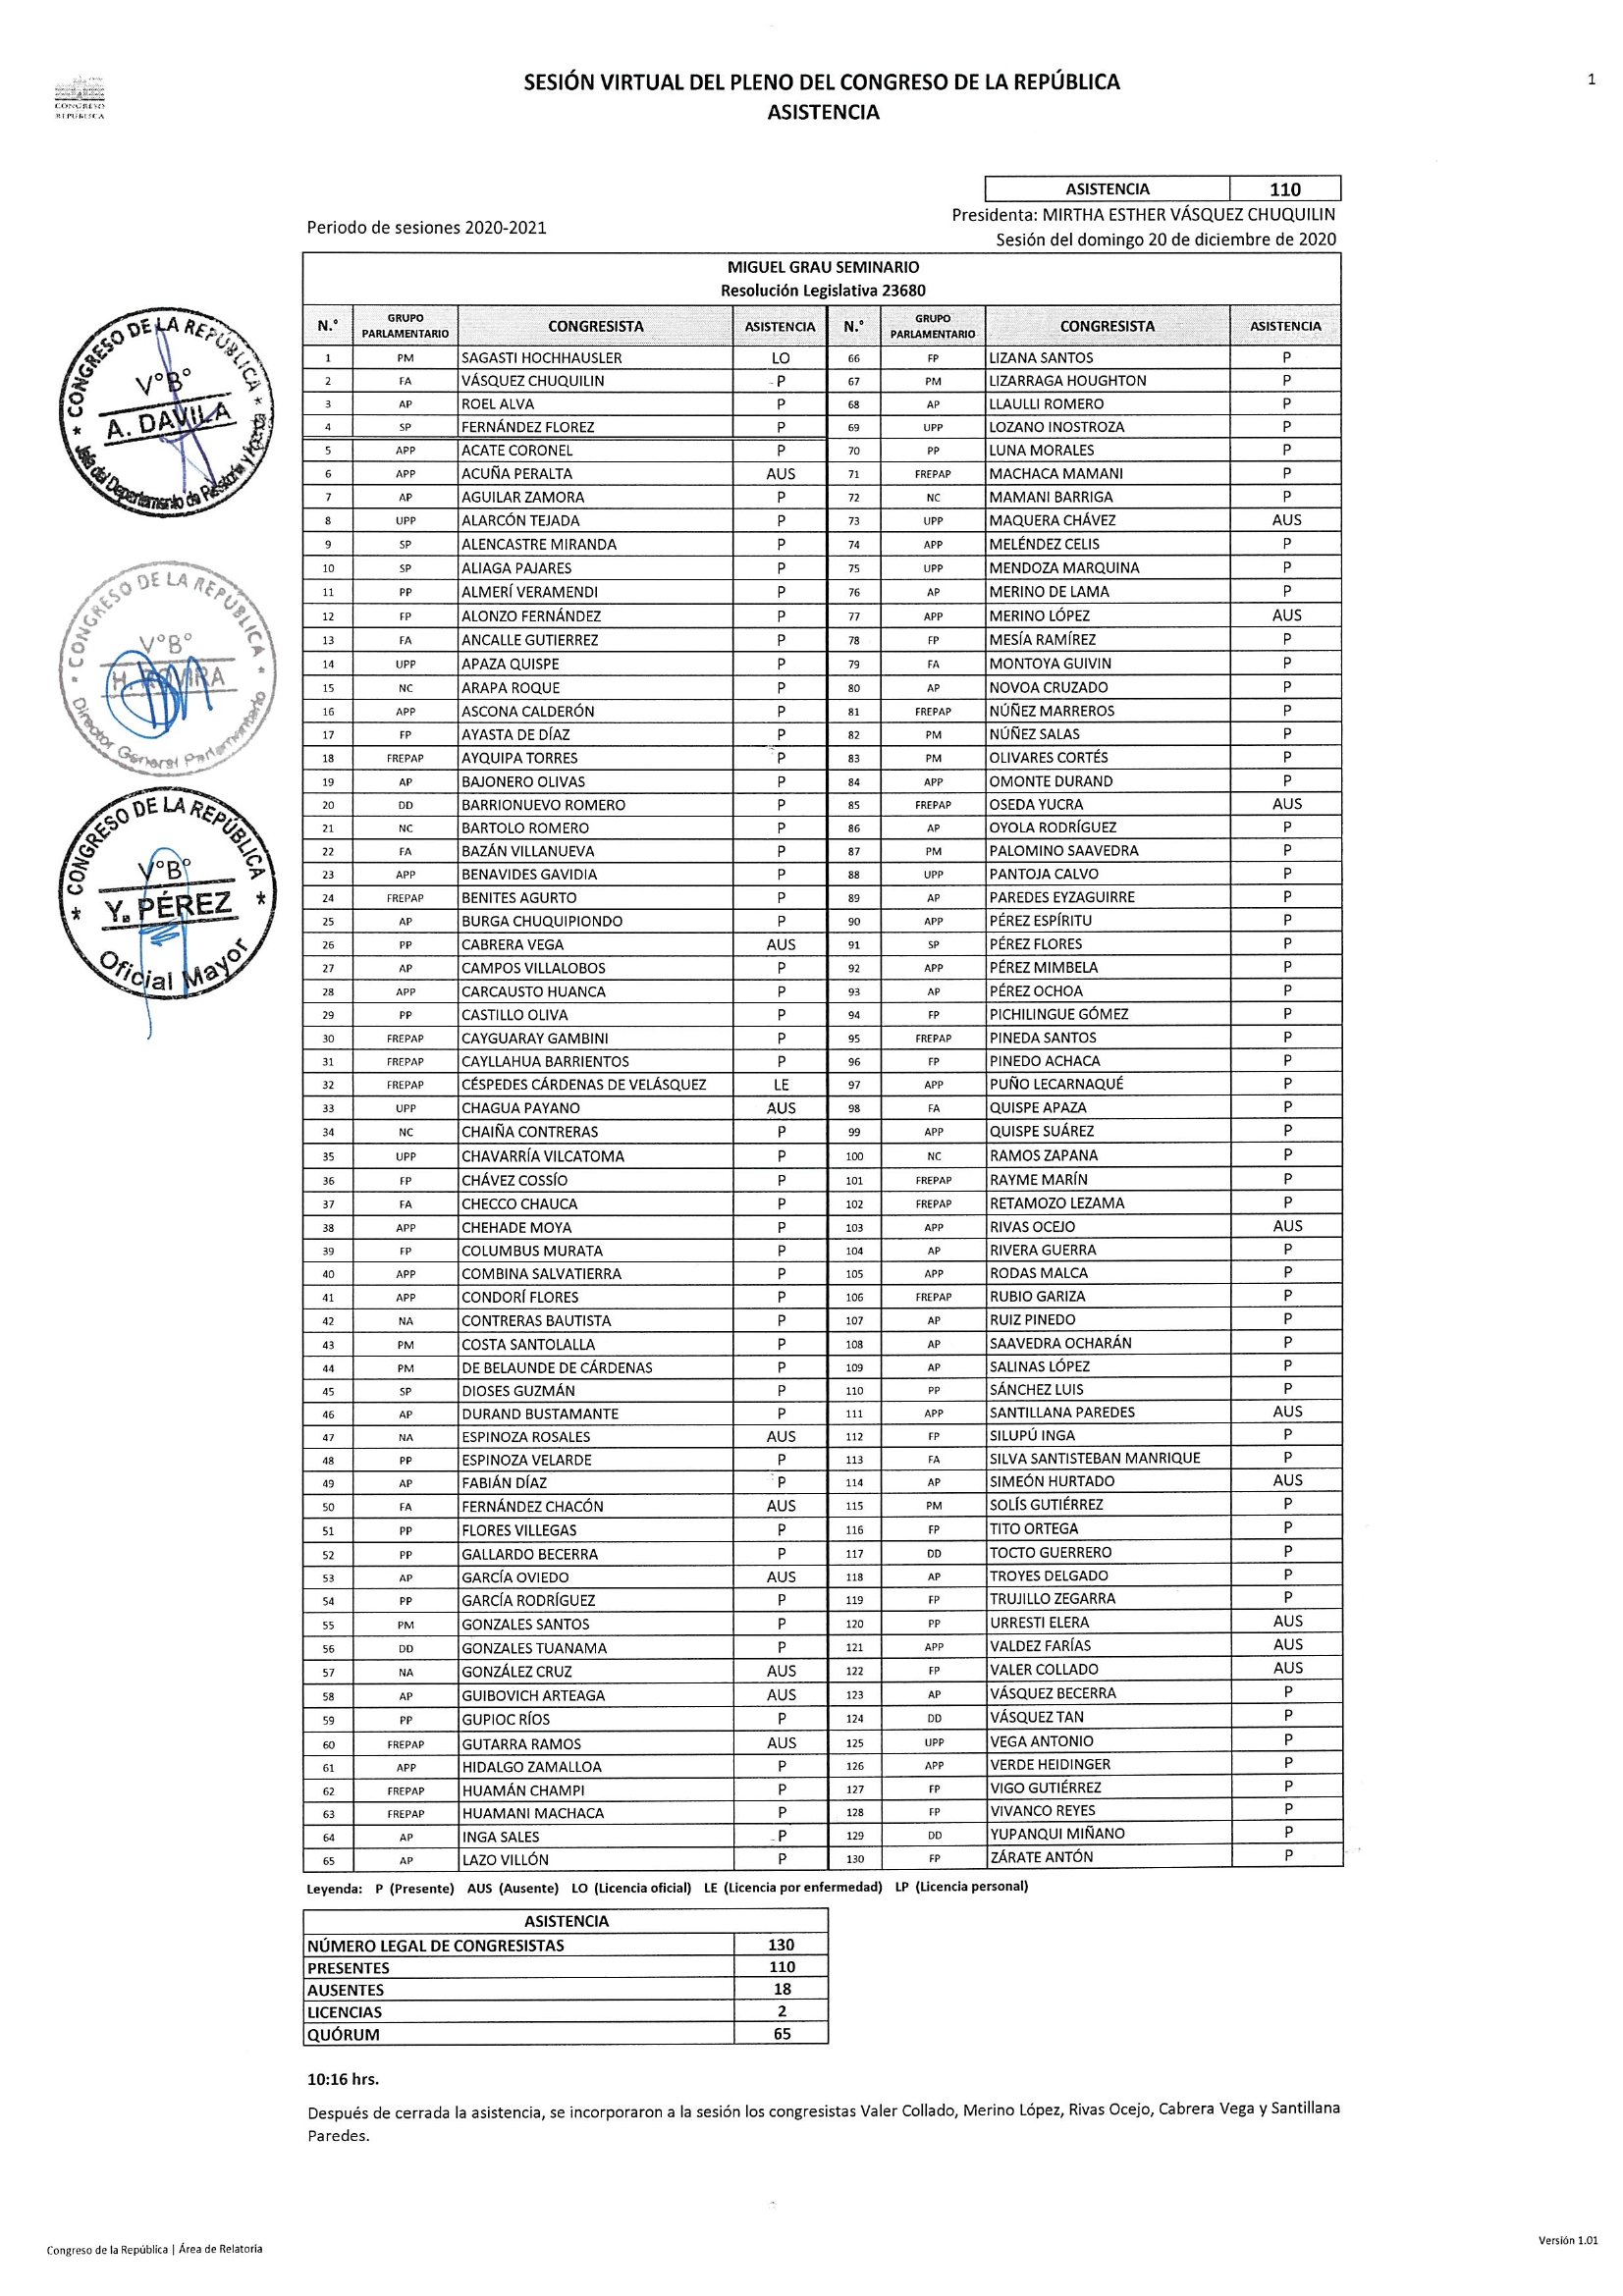 CONGRESO
REPÚBLICA
SESIÓN VIRTUAL DEL PLENO DEL CONGRESO DE LA REPÚBLICA
ASISTENCIA
1
ASISTENCIA 110
Presidenta: MIRTHA ESTHER VÁSQUEZ CHUQUILIN
Periodo de sesiones 2020-2021
Sesión del domingo 20 de diciembre de 2020
MIGUEL GRAU SEMINARIO
Resolución Legislativa 23680
N.° GRUPO PARLAMENTARIO CONGRESISTA ASISTENCIA N.° GRUPO PARLAMENTARIO CONGRESISTA ASISTENCIA
1 PM SAGASTI HOCHHAUSLER LO 66 FP LIZANA SANTOS P
2 FA VÁSQUEZ CHUQUILIN P 67 PM LIZARRAGA HOUGHTON P
3 AP ROEL ALVA P 68 AP LLAULLI ROMERO P
4 SP FERNÁNDEZ FLOREZ P 69 UPP LOZANO INOSTROZA P
5 APP ACATE CORONEL P 70 PP LUNA MORALES P
6 APP ACUÑA PERALTA AUS 71 FREPAP MACHACA MAMANI P
7 AP AGUILAR ZAMORA P 72 NC MAMANI BARRIGA P
8 UPP ALARCÓN TEJADA P 73 UPP MAQUERA CHÁVEZ AUS
9 SP ALENCASTRE MIRANDA P 74 APP MELÉNDEZ CELIS P
10 SP ALIAGA PAJARES P 75 UPP MENDOZA MARQUINA P
11 PP ALMERÍ VERAMENDI P 76 AP MERINO DE LAMA P
12 FP ALONZO FERNÁNDEZ P 77 APP MERINO LÓPEZ AUS
13 FA ANCALLE GUTIERREZ P 78 FP MESÍA RAMÍREZ P
14 UPP APAZA QUISPE P 79 FA MONTOYA GUIVIN P
15 NC ARAPA ROQUE P 80 AP NOVOA CRUZADO P
16 APP ASCONA CALDERÓN P 81 FREPAP NÚÑEZ MARREROS P
17 FP AYASTA DE DÍAZ P 82 PM NÚÑEZ SALAS P
18 FREPAP AYQUIPA TORRES P 83 PM OLIVARES CORTÉS P
19 AP BAJONERO OLIVAS P 84 APP OMONTE DURAND P
20 DD BARRIONUEVO ROMERO P 85 FREPAP OSEDA YUCRA AUS
21 NC BARTOLO ROMERO P 86 AP OYOLA RODRÍGUEZ P
22 FA BAZÁN VILLANUEVA P 87 PM PALOMINO SAAVEDRA P
23 APP BENAVIDES GAVIDIA P 88 UPP PANTOJA CALVO P
24 FREPAP BENITES AGURTO P 89 AP PAREDES EYZAGUIRRE P
25 AP BURGA CHUQUIPIONDO P 90 APP PÉREZ ESPÍRITU P
26 PP CABRERA VEGA AUS 91 SP PÉREZ FLORES P
27 AP CAMPOS VILLALOBOS P 92 APP PÉREZ MIMBELA P
28 APP CARCAUSTO HUANCA P 93 AP PÉREZ OCHOA P
29 PP CASTILLO OLIVA P 94 FP PICHILINGUE GÓMEZ P
30 FREPAP CAYGUARAY GAMBINI P 95 FREPAP PINEDA SANTOS P
31 FREPAP CAYLLAHUA BARRIENTOS P 96 FP PINEDO ACHACA P
32 FREPAP CÉSPEDES CÁRDENAS DE VELÁSQUEZ LE 97 APP PUÑO LECARNAQUÉ P
33 UPP CHAGUA PAYANO AUS 98 FA QUISPE APAZA P
34 NC CHAIÑA CONTRERAS P 99 APP QUISPE SUÁREZ P
35 UPP CHAVARRÍA VILCATOMA P 100 NC RAMOS ZAPANA P
36 FP CHÁVEZ COSSÍO P 101 FREPAP RAYME MARÍN P
37 FA CHECCO CHAUCA P 102 FREPAP RETAMOZO LEZAMA P
38 APP CHEHADE MOYA P 103 APP RIVAS OCEJO AUS
39 FP COLUMBUS MURATA P 104 AP RIVERA GUERRA P
40 APP COMBINA SALVATIERRA P 105 APP RODAS MALCA P
41 APP CONDORÍ FLORES P 106 FREPAP RUBIO GARIZA P
42 NA CONTRERAS BAUTISTA P 107 AP RUIZ PINEDO P
43 PM COSTA SANTOLALLA P 108 AP SAAVEDRA OCHARÁN P
44 PM DE BELAUNDE DE CÁRDENAS P 109 AP SALINAS LÓPEZ P
45 SP DIOSES GUZMÁN P 110 PP SÁNCHEZ LUIS P
46 AP DURAND BUSTAMANTE P 111 APP SANTILLANA PAREDES AUS
47 NA ESPINOZA ROSALES AUS 112 FP SILUPÚ INGA P
48 PP ESPINOZA VELARDE P 113 FA SILVA SANTISTEBAN MANRIQUE P
49 AP FABIÁN DÍAZ P 114 AP SIMEÓN HURTADO AUS
50 FA FERNÁNDEZ CHACÓN AUS 115 PM SOLÍS GUTIÉRREZ P
51 PP FLORES VILLEGAS P 116 FP TITO ORTEGA P
52 PP GALLARDO BECERRA P 117 DD TOCTO GUERRERO P
53 AP GARCÍA OVIEDO AUS 118 AP TROYES DELGADO P
54 PP GARCÍA RODRÍGUEZ P 119 FP TRUJILLO ZEGARRA P
55 PM GONZALES SANTOS P 120 PP URRESTI ELERA AUS
56 DD GONZALES TUANAMA P 121 APP VALDEZ FARÍAS AUS
57 NA GONZÁLEZ CRUZ AUS 122 FP VALER COLLADO AUS
58 AP GUIBOVICH ARTEAGA AUS 123 AP VÁSQUEZ BECERRA P
59 PP GUPIOC RÍOS P 124 DD VÁSQUEZ TAN P
60 FREPAP GUTARRA RAMOS AUS 125 UPP VEGA ANTONIO P
61 APP HIDALGO ZAMALLOA P 126 APP VERDE HEIDINGER P
62 FREPAP HUAMÁN CHAMPI P 127 FP VIGO GUTIÉRREZ P
63 FREPAP HUAMANI MACHACA P 128 FP VIVANCO REYES P
64 AP INGA SALES P 129 DD YUPANQUI MIÑANO P
65 AP LAZO VILLÓN P 130 FP ZÁRATE ANTÓN P
Leyenda: P (Presente) AUS (Ausente) LO (Licencia oficial) LE (Licencia por enfermedad) LP (Licencia personal)
ASISTENCIA
NÚMERO LEGAL DE CONGRESISTAS 130
PRESENTES 110
AUSENTES 18
LICENCIAS 2
QUÓRUM 65
10:16 hrs.
Después de cerrada la asistencia, se incorporaron a la sesión los congresistas Valer Collado, Merino López, Rivas Ocejo, Cabrera Vega y Santillana
Paredes.
* CONGRESO DE LA REPÚBLICA *
V°B°
A. DAVILA
Jefa del Departamento de Relatoría y Agenda
* CONGRESO DE LA REPÚBLICA *
V°B°
H. ROVIRA
Director General Parlamentario
* CONGRESO DE LA REPÚBLICA *
V°B°
Y. PÉREZ
Oficial Mayor
Congreso de la República | Área de Relatoria
Versión 1.01